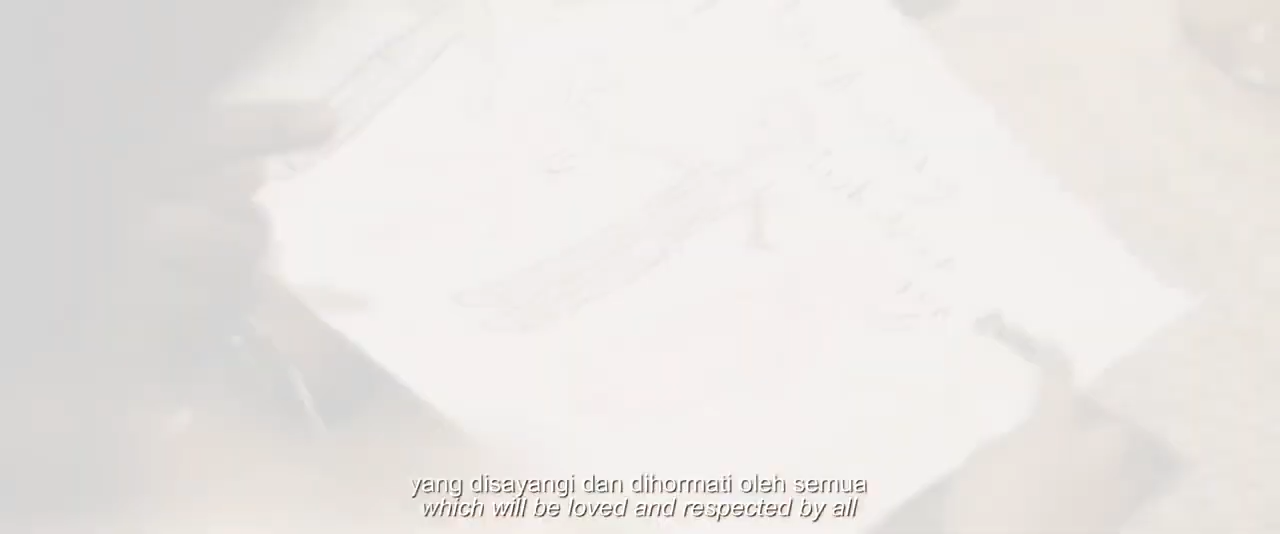 yang disayangi dan dihormati oleh semua
which will be loved and respected by all